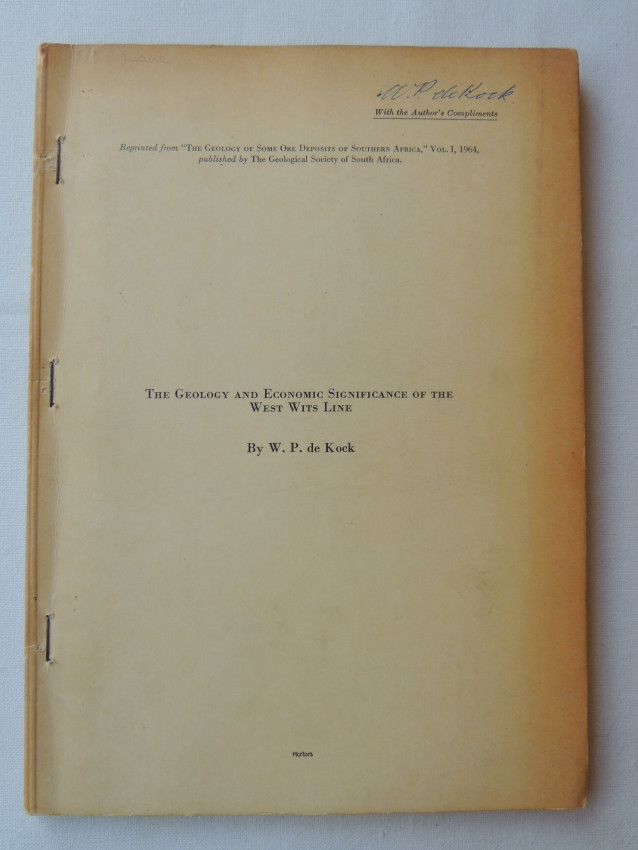 W. P. de Kock
With the Author's Compliments
Reprinted from "The Geology of Some Ore Deposits of Southern Africa," Vol. I, 1964,
published by The Geological Society of South Africa.
The Geology and Economic Significance of the
West Wits Line
By W. P. de Kock
Hortors